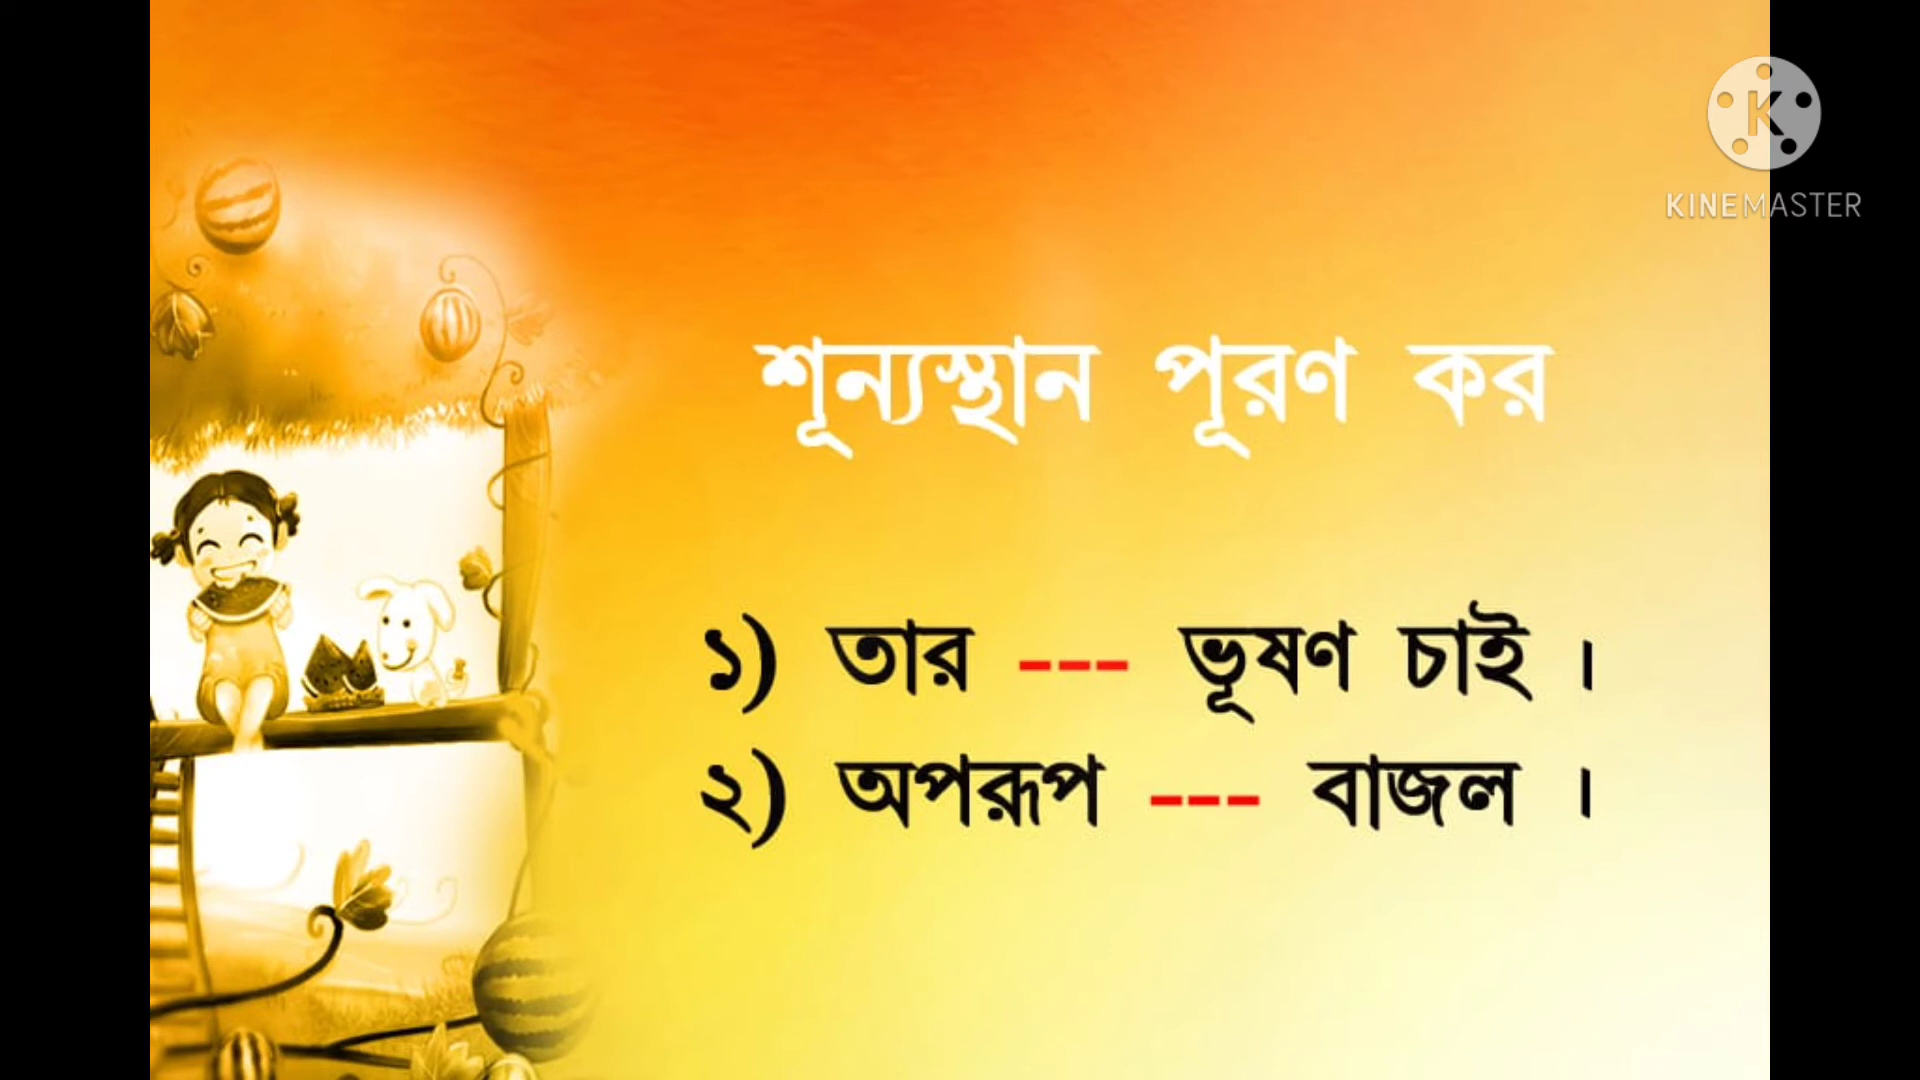 KINEMASTER
শূন্যস্থান পূরণ কর
১) তার --- ভূষণ চাই ।
২) অপরূপ --- বাজল ।